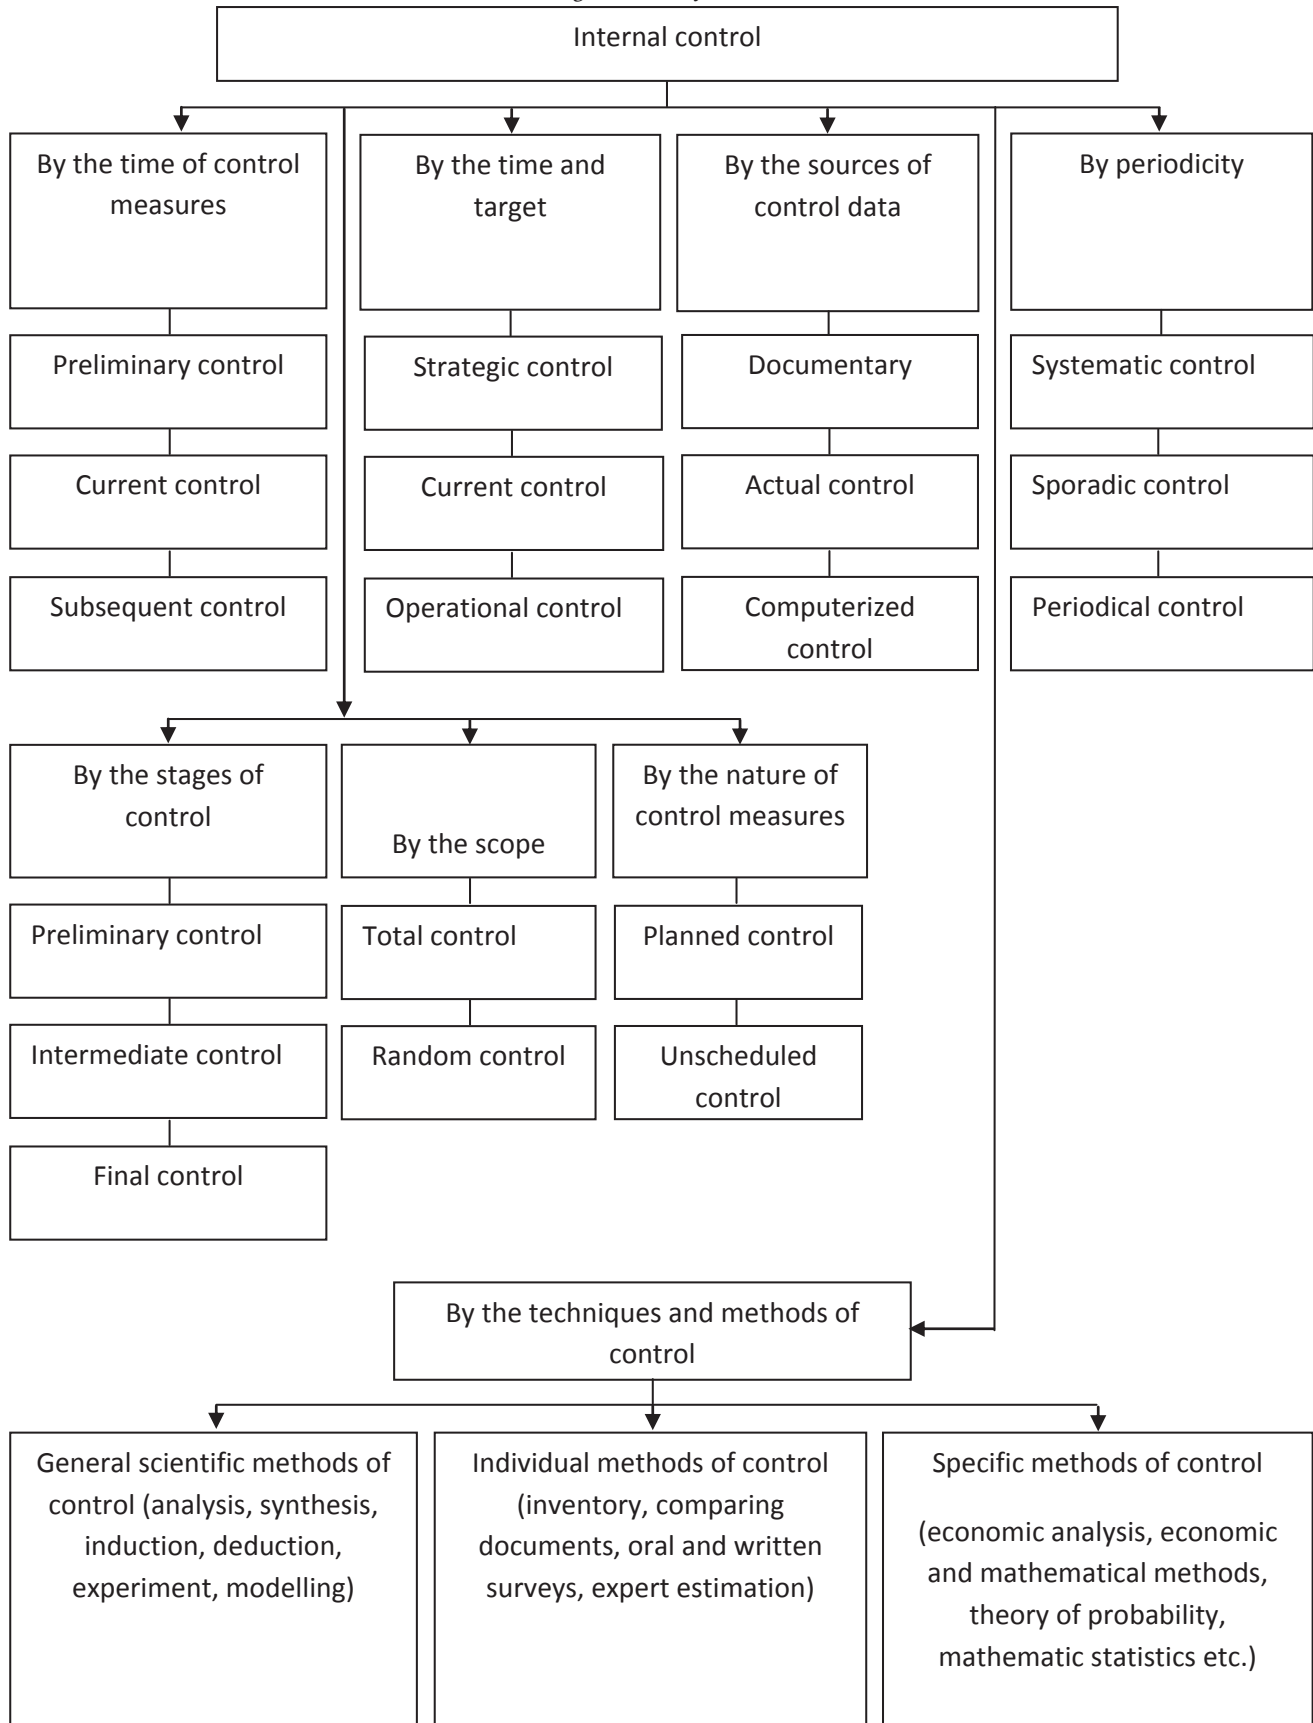 Internal control
By the time of control
measures
By the time and
target
By the sources of
control data
By periodicity
Preliminary control
Strategic control
Documentary
Systematic control
Current control
Current control
Actual control
Sporadic control
Subsequent control
Operational control
Computerized
control
Periodical control
By the stages of
control
By the scope
By the nature of
control measures
Preliminary control
Total control
Planned control
Intermediate control
Random control
Unscheduled
control
Final control
By the techniques and methods of
control
General scientific methods of
control (analysis, synthesis,
induction, deduction,
experiment, modelling)
Individual methods of control
(inventory, comparing
documents, oral and written
surveys, expert estimation)
Specific methods of control
(economic analysis, economic
and mathematical methods,
theory of probability,
mathematic statistics etc.)